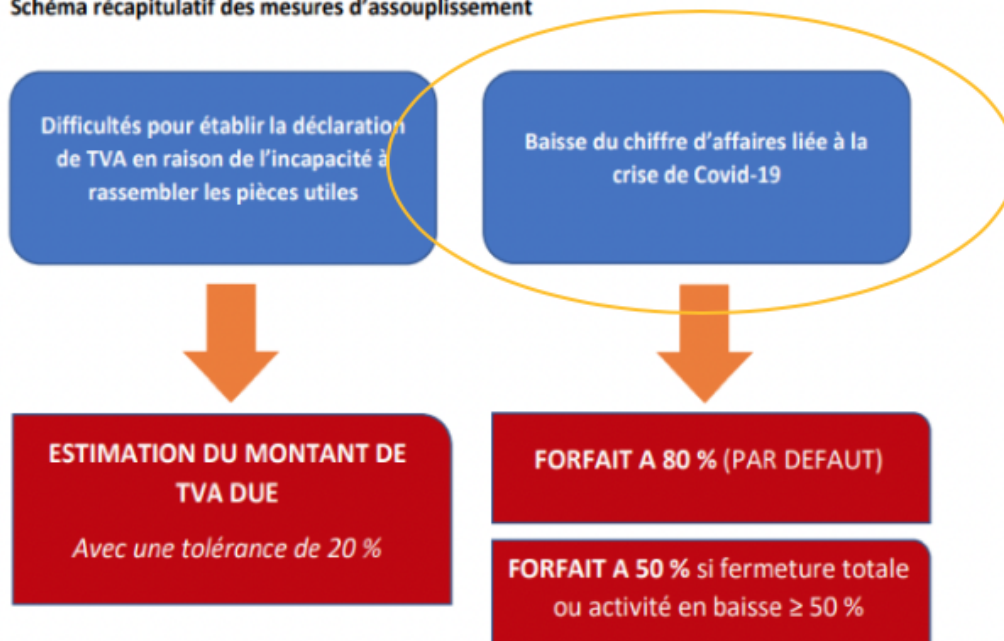 Schéma récapitulatif des mesures d'assouplissement
Difficultés pour établir la déclaration
de TVA en raison de l'incapacité à
rassembler les pièces utiles
Baisse du chiffre d'affaires liée à la
crise de Covid-19
ESTIMATION DU MONTANT DE
TVA DUE
Avec une tolérance de 20 %
FORFAIT A 80 % (PAR DEFAUT)
FORFAIT A 50 % si fermeture totale
ou activité en baisse ≥ 50 %